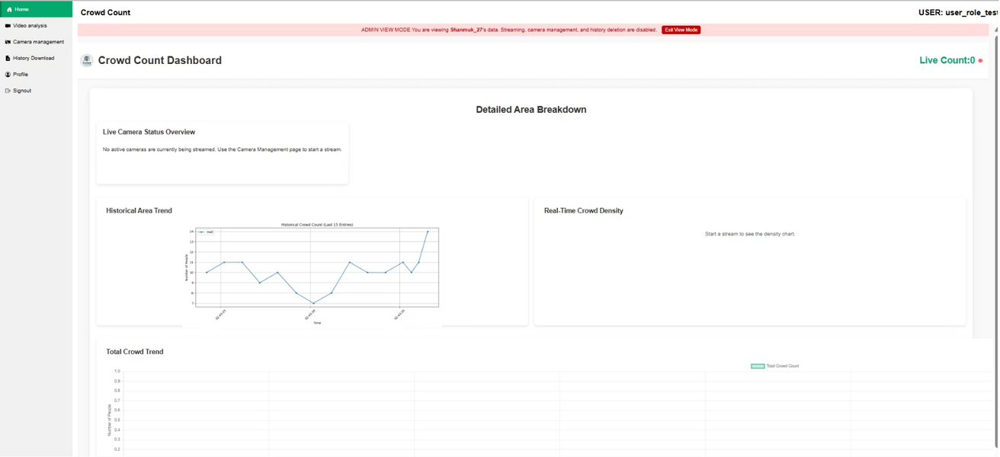 Home
Video analysis
Camera management
History Download
Profile
Signout
Crowd Count
USER: user_role_test
ADMIN VIEW MODE You are viewing Shanmuk_27's data. Streaming, camera management, and history deletion are disabled. Exit View Mode
Crowd Count Dashboard
Live Count:0
Detailed Area Breakdown
Live Camera Status Overview
No active cameras are currently being streamed. Use the Camera Management page to start a stream.
Historical Area Trend
Historical Crowd Count (Last 15 Entries)
mall
14
13
12
11
10
9
8
7
Number of People
Time
Real-Time Crowd Density
Start a stream to see the density chart.
Total Crowd Trend
Total Crowd Count
1.0
0.9
0.8
0.7
0.6
0.5
0.4
0.3
0.2
Number of People